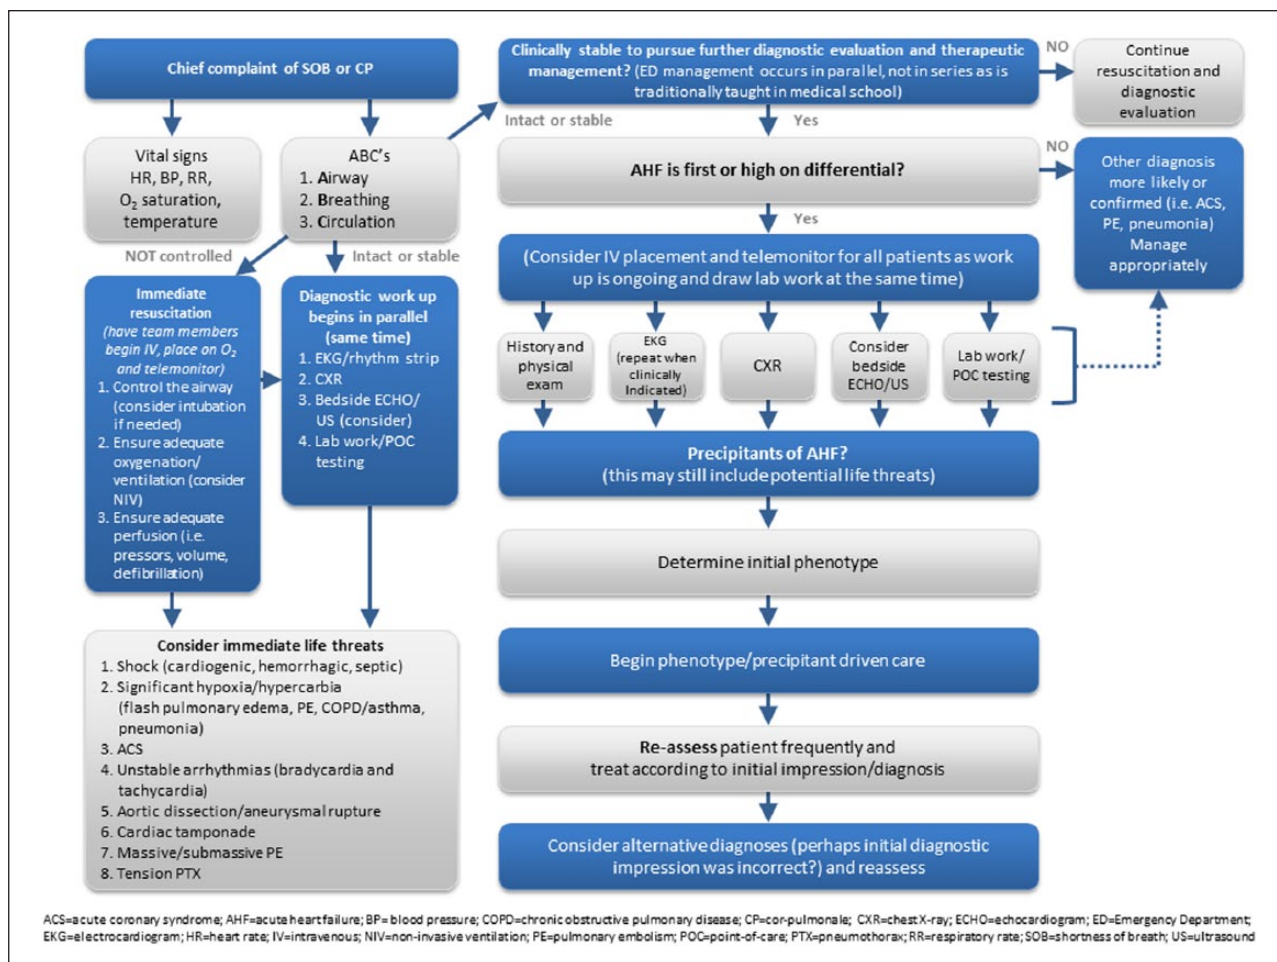 Chief complaint of SOB or CP
Vital signs
HR, BP, RR,
O₂ saturation,
temperature
ABC's
1. Airway
2. Breathing
3. Circulation
NOT controlled
Intact or stable
Immediate
resuscitation
(have team members
begin IV, place on O₂
and telemonitor)
1. Control the airway
(consider intubation
if needed)
2. Ensure adequate
oxygenation/
ventilation (consider
NIV)
3. Ensure adequate
perfusion (i.e.
pressors, volume,
defibrillation)
Diagnostic work up
begins in parallel
(same time)
1. EKG/rhythm strip
2. CXR
3. Bedside ECHO/
US (consider)
4. Lab work/POC
testing
Consider immediate life threats
1. Shock (cardiogenic, hemorrhagic, septic)
2. Significant hypoxia/hypercarbia
(flash pulmonary edema, PE, COPD/asthma,
pneumonia)
3. ACS
4. Unstable arrhythmias (bradycardia and
tachycardia)
5. Aortic dissection/aneurysmal rupture
6. Cardiac tamponade
7. Massive/submassive PE
8. Tension PTX
Intact or stable
Clinically stable to pursue further diagnostic evaluation and therapeutic
management? (ED management occurs in parallel, not in series as is
traditionally taught in medical school)
NO
Continue
resuscitation and
diagnostic
evaluation
Yes
AHF is first or high on differential?
NO
Other diagnosis
more likely or
confirmed (i.e. ACS,
PE, pneumonia)
Manage
appropriately
Yes
(Consider IV placement and telemonitor for all patients as work
up is ongoing and draw lab work at the same time)
History and
physical
exam
EKG
(repeat when
clinically
Indicated)
CXR
Consider
bedside
ECHO/US
Lab work/
POC testing
Precipitants of AHF?
(this may still include potential life threats)
Determine initial phenotype
Begin phenotype/precipitant driven care
Re-assess patient frequently and
treat according to initial impression/diagnosis
Consider alternative diagnoses (perhaps initial diagnostic
impression was incorrect?) and reassess
ACS=acute coronary syndrome; AHF=acute heart failure; BP= blood pressure; COPD=chronic obstructive pulmonary disease; CP=cor-pulmonale; CXR=chest X-ray; ECHO=echocardiogram; ED=Emergency Department;
EKG=electrocardiogram; HR=heart rate; IV=intravenous; NIV=non-invasive ventilation; PE=pulmonary embolism; POC=point-of-care; PTX=pneumothorax; RR=respiratory rate; SOB=shortness of breath; US=ultrasound